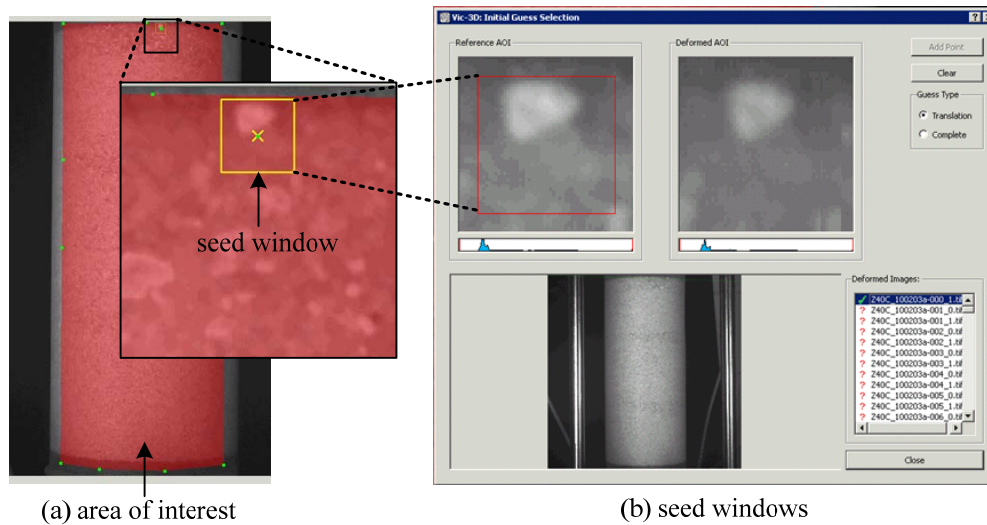 seed window
(a) area of interest
Vic-3D: Initial Guess Selection
Reference AOI
Deformed AOI
Add Point
Clear
Guess Type
Translation
Complete
Deformed Images:
Z40C_100203a-000_1.tif
Z40C_100203a-001_0.tif
Z40C_100203a-001_1.tif
Z40C_100203a-002_0.tif
Z40C_100203a-002_1.tif
Z40C_100203a-003_0.tif
Z40C_100203a-003_1.tif
Z40C_100203a-004_0.tif
Z40C_100203a-004_1.tif
Z40C_100203a-005_0.tif
Z40C_100203a-005_1.tif
Z40C_100203a-006_0.tif
Close
(b) seed windows